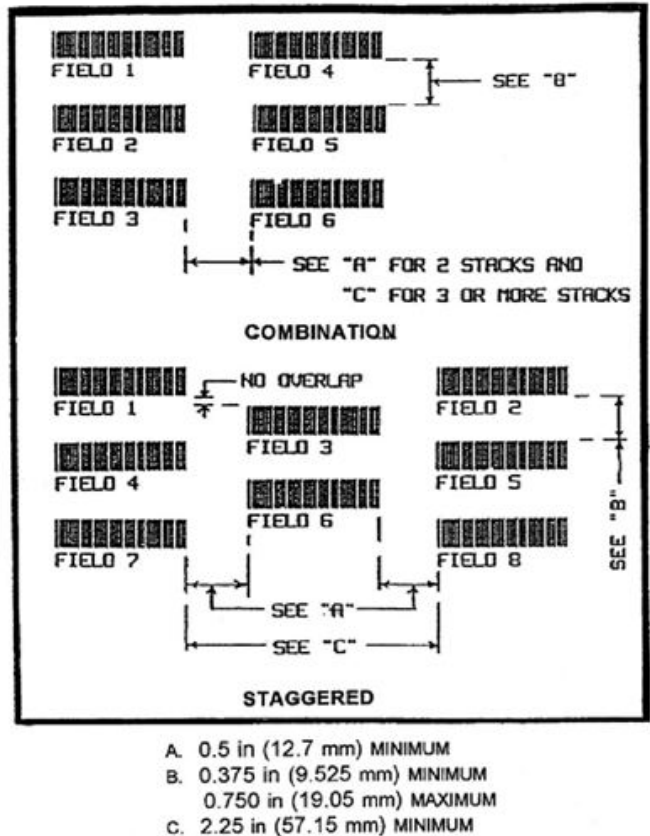 FIELD 1 FIELD 4
SEE "B"
FIELD 2 FIELD 5
FIELD 3 FIELD 6
SEE "A" FOR 2 STACKS AND
"C" FOR 3 OR MORE STACKS
COMBINATION
NO OVERLAP
FIELD 1 FIELD 2
FIELD 3
FIELD 4 FIELD 5
FIELD 6
SEE "B"
FIELD 7 FIELD 8
SEE "A"
SEE "C"
STAGGERED
A. 0.5 in (12.7 mm) MINIMUM
B. 0.375 in (9.525 mm) MINIMUM
0.750 in (19.05 mm) MAXIMUM
C. 2.25 in (57.15 mm) MINIMUM